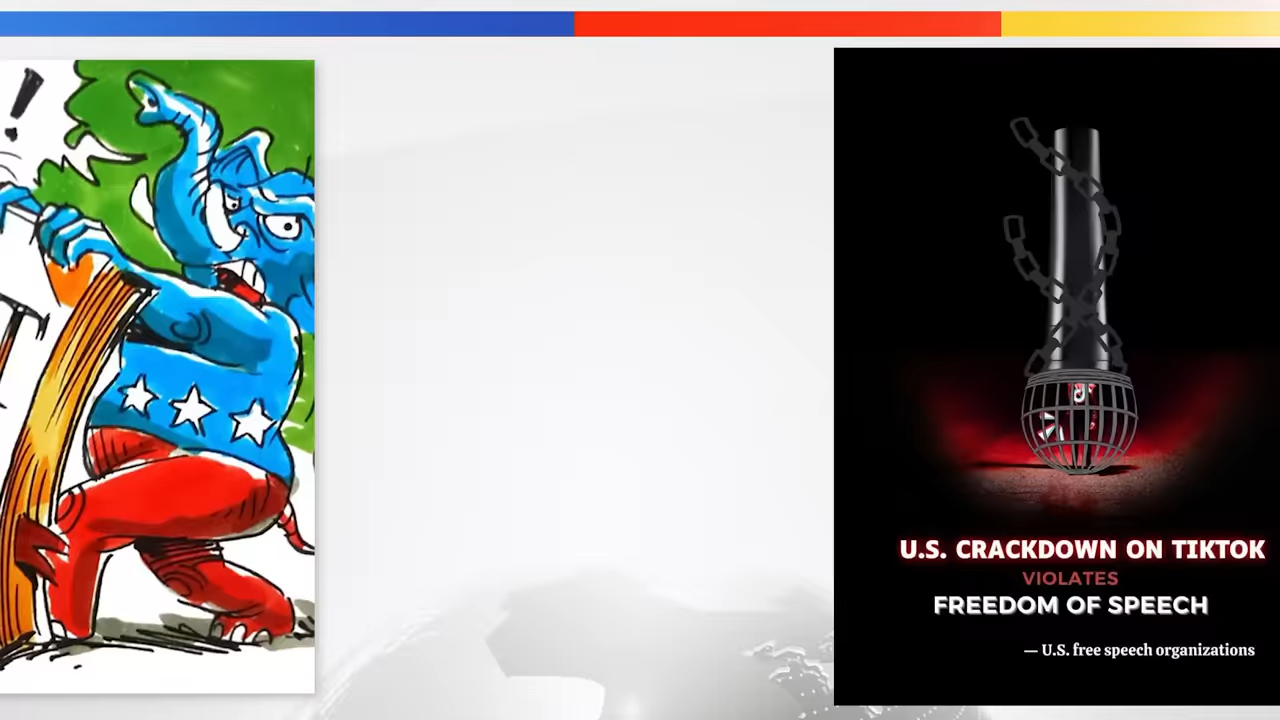 !
U.S. CRACKDOWN ON TIKTOK
VIOLATES
FREEDOM OF SPEECH
— U.S. free speech organizations